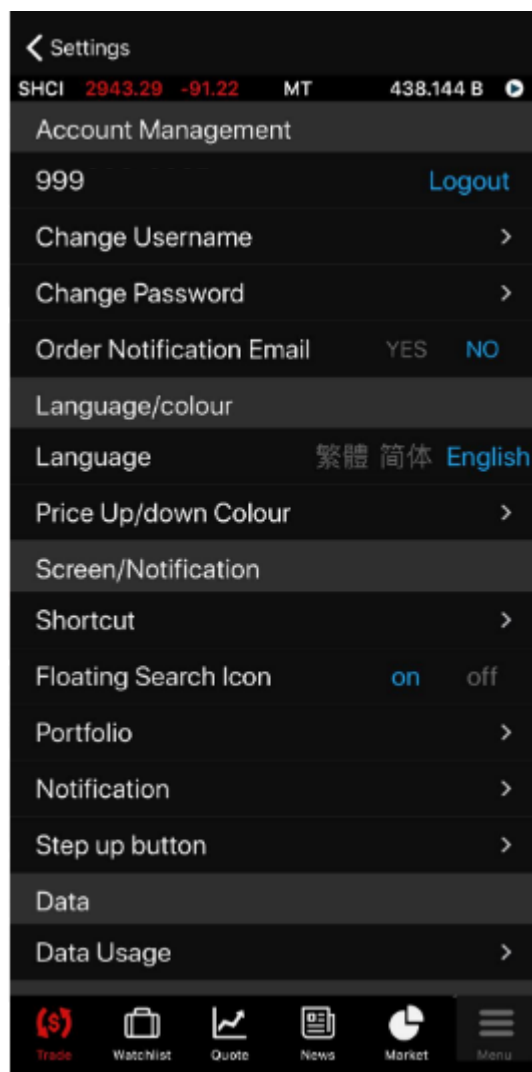 Settings
SHCI 2943.29 -91.22 MT 438.144 B
Account Management
999 Logout
Change Username
Change Password
Order Notification Email YES NO
Language/colour
Language 繁體 简体 English
Price Up/down Colour
Screen/Notification
Shortcut
Floating Search Icon on off
Portfolio
Notification
Step up button
Data
Data Usage
Trade Watchlist Quote News Market Menu